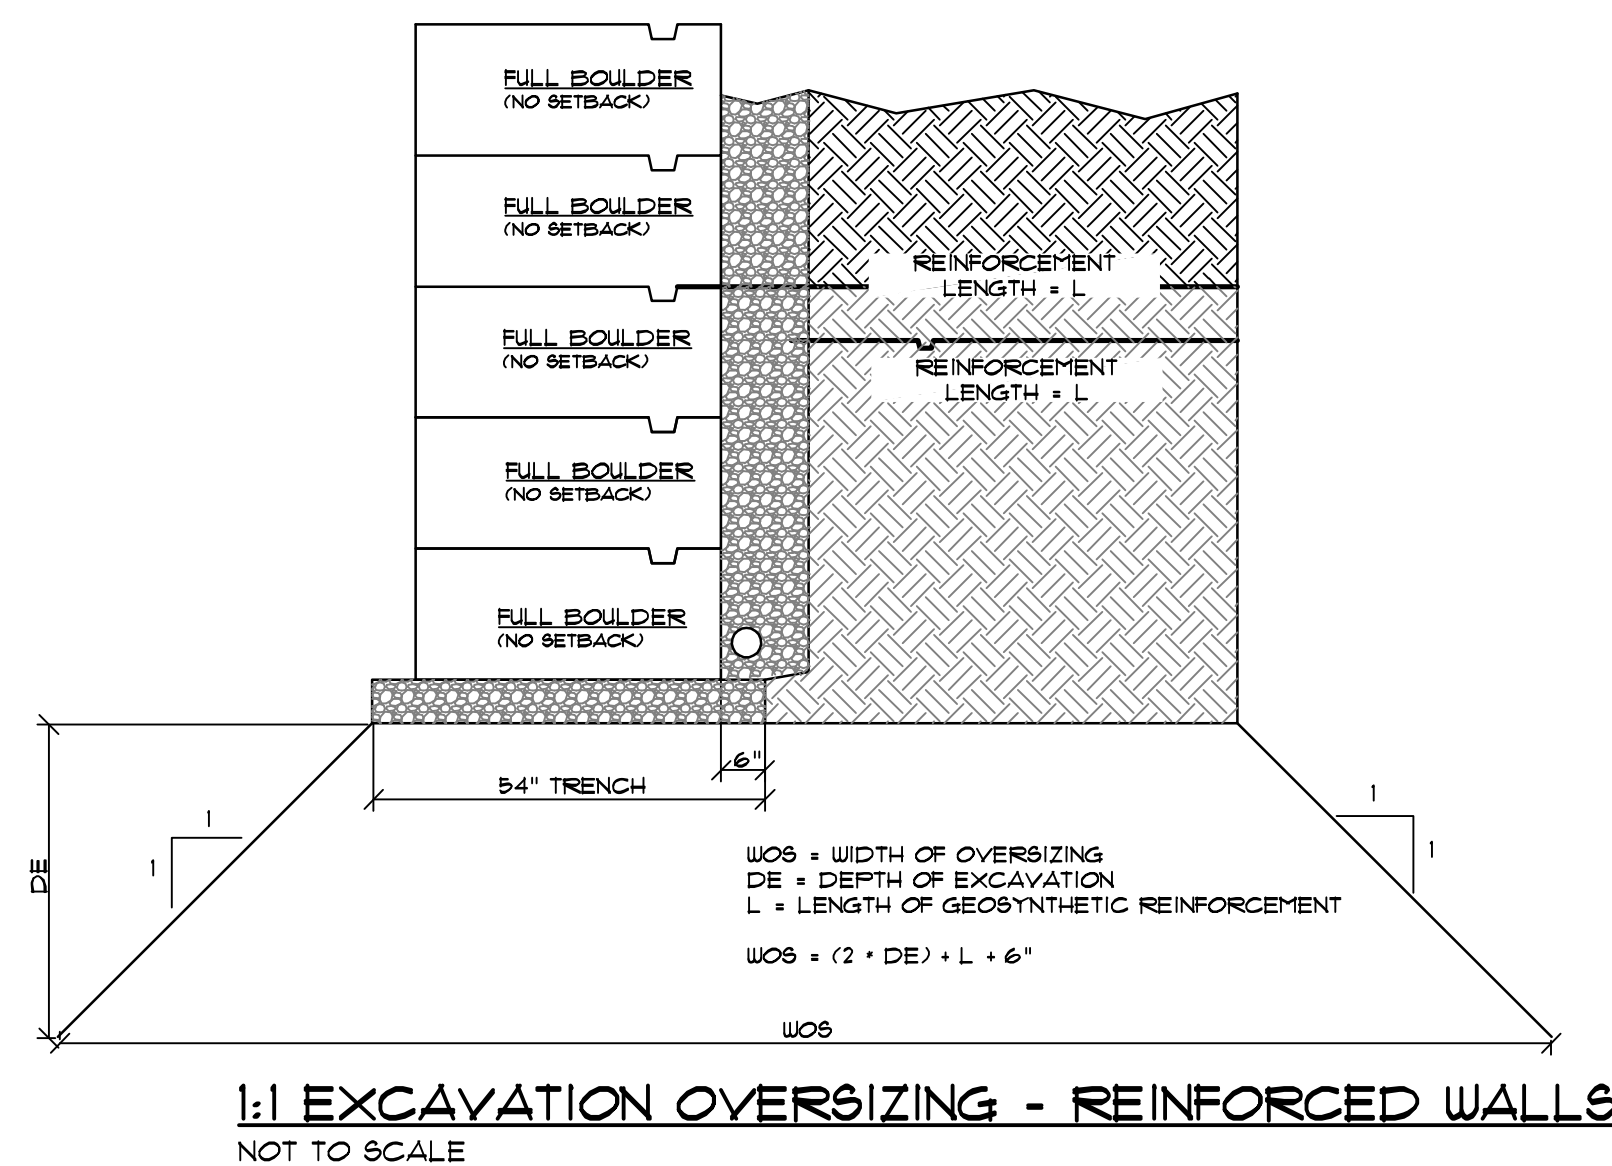 FULL BOULDER
(NO SETBACK)
FULL BOULDER
(NO SETBACK)
REINFORCEMENT
LENGTH = L
FULL BOULDER
(NO SETBACK)
REINFORCEMENT
LENGTH = L
FULL BOULDER
(NO SETBACK)
FULL BOULDER
(NO SETBACK)
6"
54" TRENCH
1
1
1
1
DE
WOS = WIDTH OF OVERSIZING
DE = DEPTH OF EXCAVATION
L = LENGTH OF GEOSYNTHETIC REINFORCEMENT
WOS = (2 * DE) + L + 6"
WOS
1:1 EXCAVATION OVERSIZING - REINFORCED WALLS
NOT TO SCALE